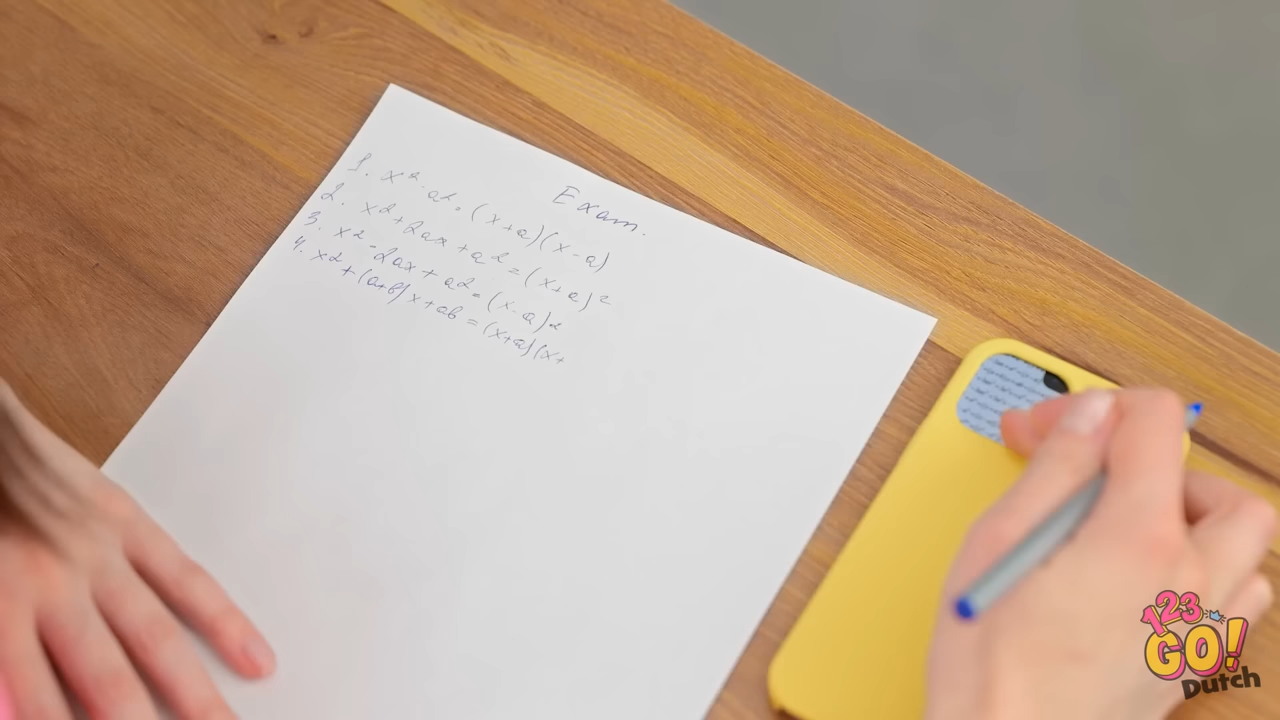 Exam.
1. x² - a² = (x+a)(x-a)
2. x² + 2ax + a² = (x+a)²
3. x² - 2ax + a² = (x-a)²
4. x²
+ (a+b)x + ab = (x+a)(x+
123
GO!
Dutch